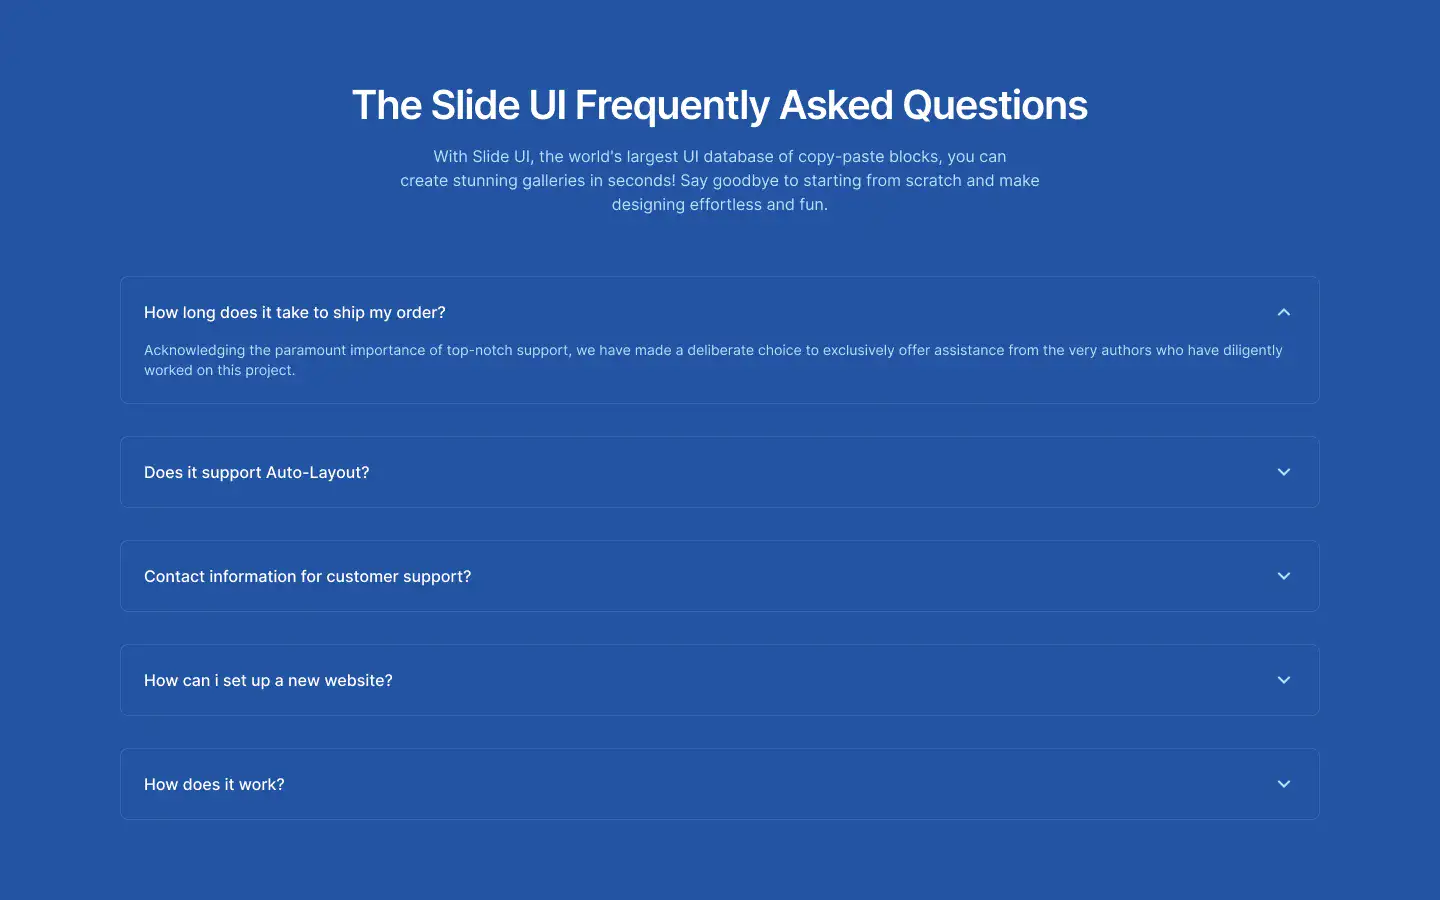 The Slide UI Frequently Asked Questions
With Slide UI, the world's largest UI database of copy-paste blocks, you can
create stunning galleries in seconds! Say goodbye to starting from scratch and make
designing effortless and fun.
How long does it take to ship my order?
Acknowledging the paramount importance of top-notch support, we have made a deliberate choice to exclusively offer assistance from the very authors who have diligently
worked on this project.
Does it support Auto-Layout?
Contact information for customer support?
How can i set up a new website?
How does it work?